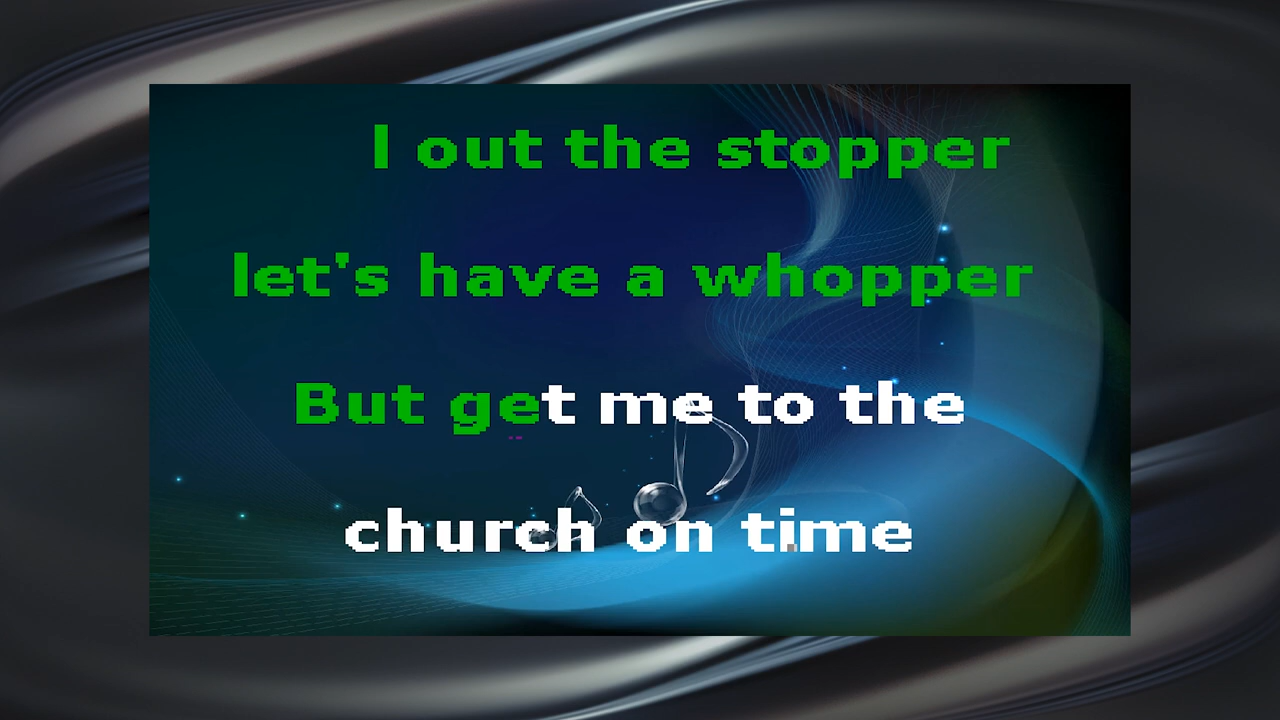 l out the stopper
let's have a whopper
But get me to the
church on time